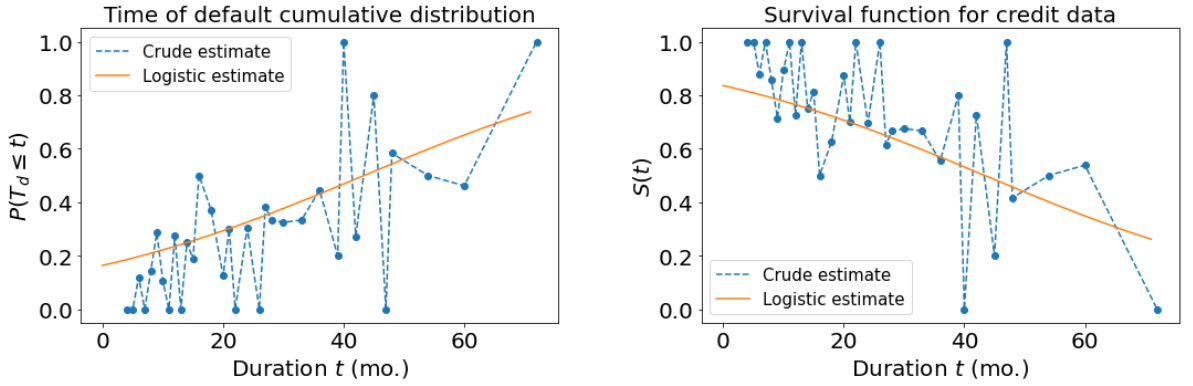 Time of default cumulative distribution
1.0
0.8
0.6
0.4
0.2
0.0
P(T_d ≤ t)
Crude estimate
Logistic estimate
0 20 40 60
Duration t (mo.)
Survival function for credit data
1.0
0.8
0.6
0.4
0.2
0.0
S(t)
Crude estimate
Logistic estimate
0 20 40 60
Duration t (mo.)